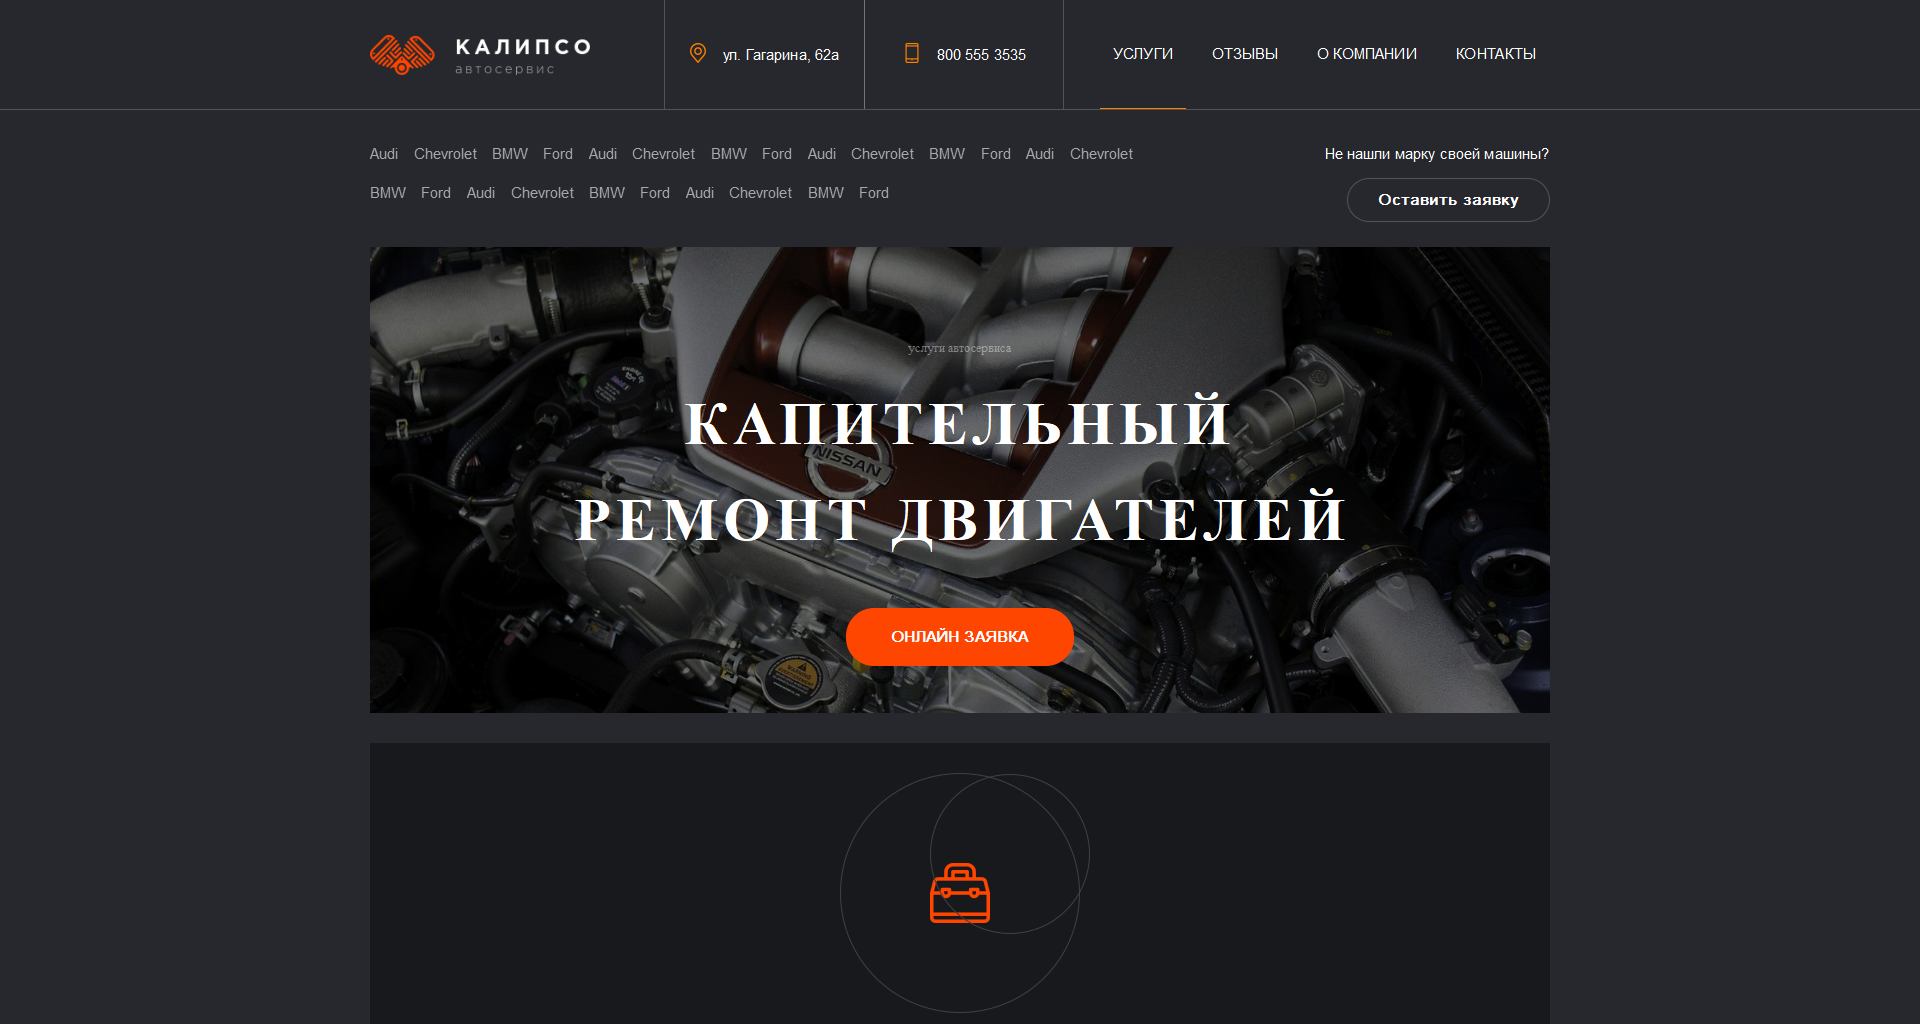 КАЛИПСО
автосервис
ул. Гагарина, 62а
800 555 3535
УСЛУГИ ОТЗЫВЫ О КОМПАНИИ КОНТАКТЫ
Audi Chevrolet BMW Ford Audi Chevrolet BMW Ford Audi Chevrolet BMW Ford Audi Chevrolet
BMW Ford Audi Chevrolet BMW Ford Audi Chevrolet BMW Ford
Не нашли марку своей машины?
Оставить заявку
услуги автосервиса
КАПИТЕЛЬНЫЙ
NISSAN
РЕМОНТ ДВИГАТЕЛЕЙ
ОНЛАЙН ЗАЯВКА